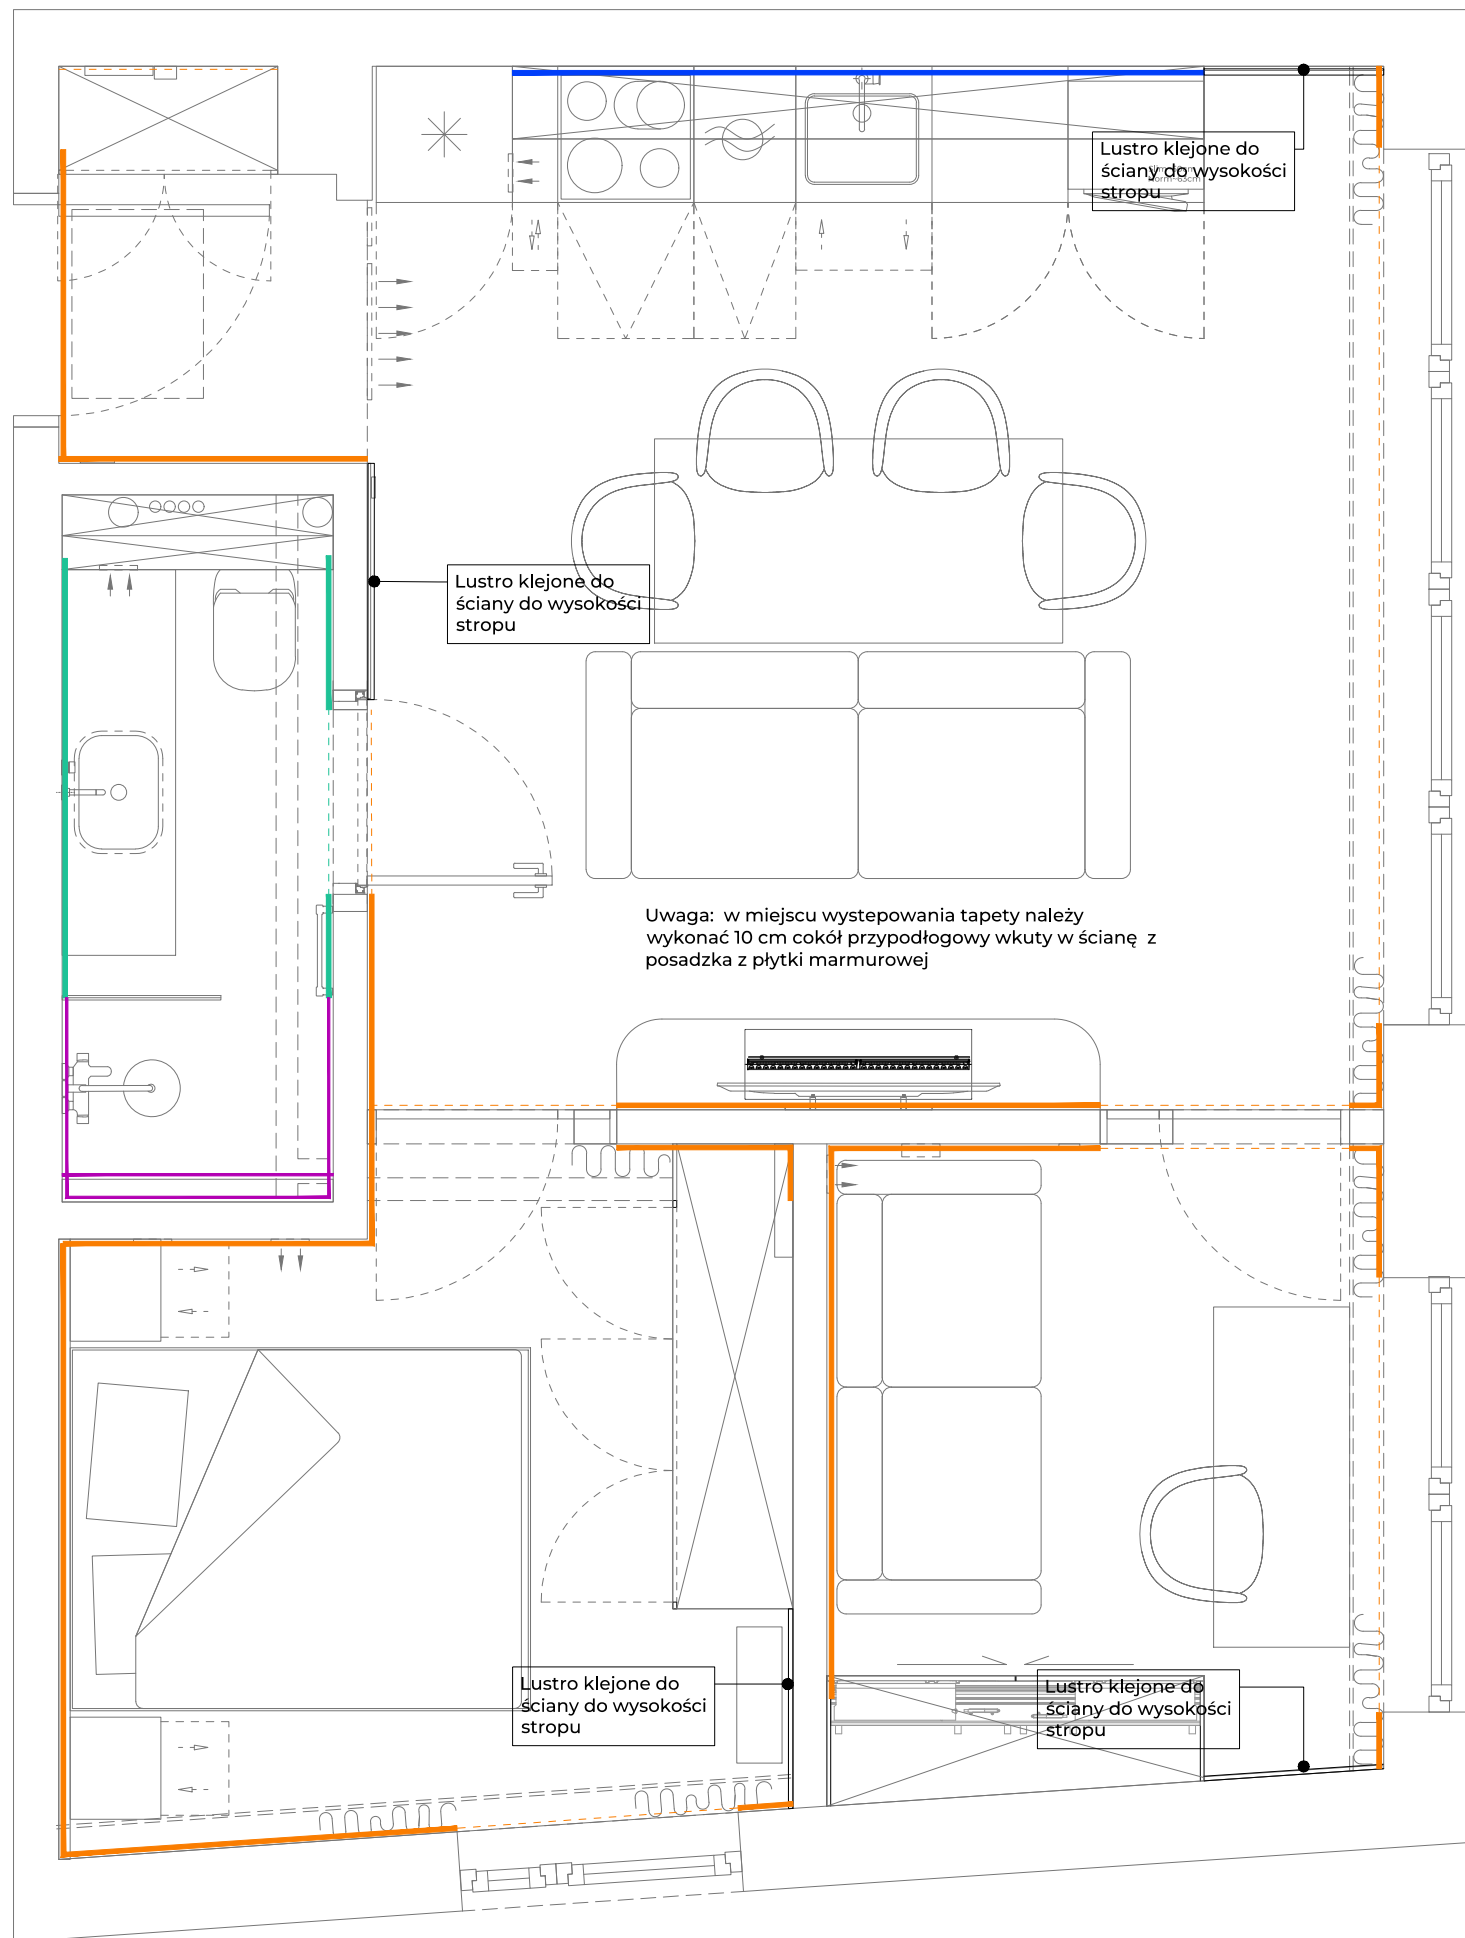 Lustro klejone do
ściany do wysokości
stropu
Norm~63cm
Lustro klejone do
ściany do wysokości
stropu
Uwaga: w miejscu wystepowania tapety należy
wykonać 10 cm cokół przypodłogowy wkuty w ścianę z
posadzka z płytki marmurowej
Lustro klejone do
ściany do wysokości
stropu
Lustro klejone do
ściany do wysokości
stropu